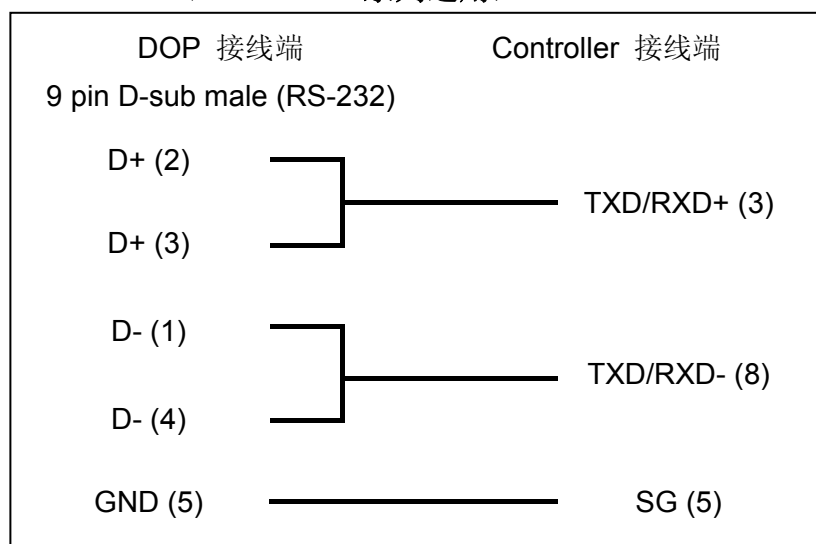 DOP 接线端 Controller 接线端
9 pin D-sub male (RS-232)
D+ (2)
TXD/RXD+ (3)
D+ (3)
D- (1)
TXD/RXD- (8)
D- (4)
GND (5) SG (5)